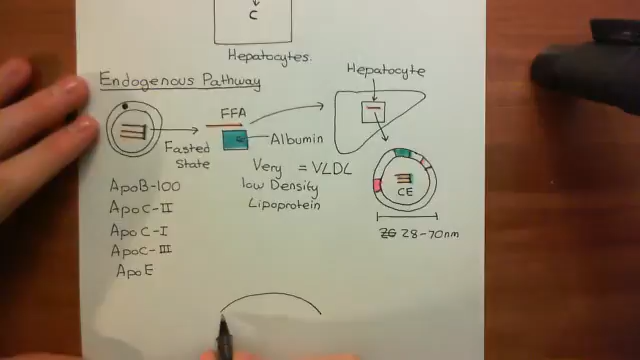 C
Hepatocytes.
Endogenous Pathway
Hepatocyte
FFA
Albumin
Fasted
State
Very = VLDL
low Density
Lipoprotein
CE
28-70nm
ApoB-100
ApoC-II
ApoC-I
ApoC-III
ApoE